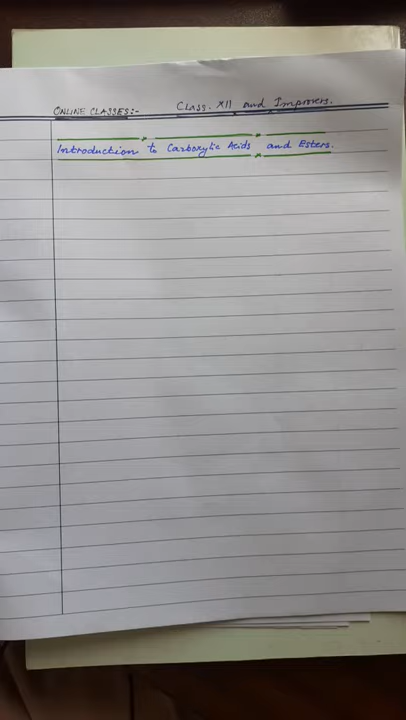 ONLINE CLASSES:- Class. XII and Improvers.
Introduction to Carboxylic Acids and Esters.